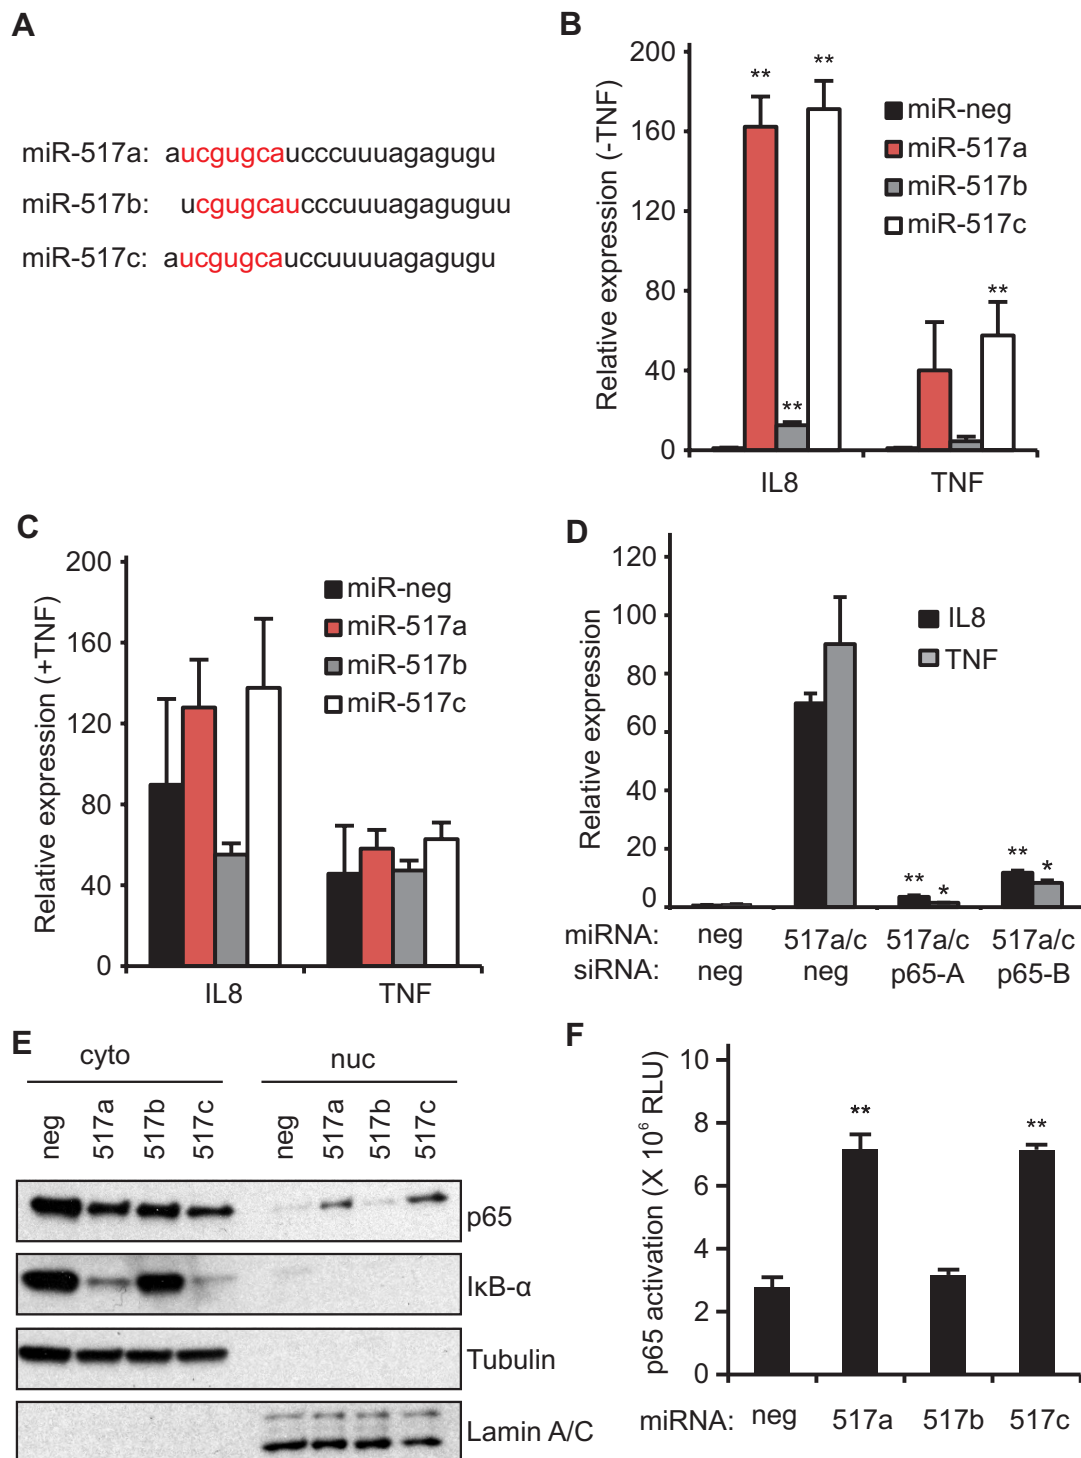 A
miR-517a: aucgugcaucccuuuagagugu
miR-517b: ucgugcaucccuuuagaguguu
miR-517c: aucgugcauccuuuuagagugu
B
Relative expression (-TNF)
200
160
120
80
40
0
** ** ** **
miR-neg
miR-517a
miR-517b
miR-517c
IL8 TNF
C
Relative expression (+TNF)
200
160
120
80
40
0
miR-neg
miR-517a
miR-517b
miR-517c
IL8 TNF
D
Relative expression
120
100
80
60
40
20
0
IL8
TNF
** * ** *
miRNA: neg 517a/c 517a/c 517a/c
siRNA: neg neg p65-A p65-B
E
cyto nuc
neg 517a 517b 517c neg 517a 517b 517c
p65
IκB-α
Tubulin
Lamin A/C
F
p65 activation (X 10⁶ RLU)
10
8
6
4
2
0
** **
miRNA: neg 517a 517b 517c